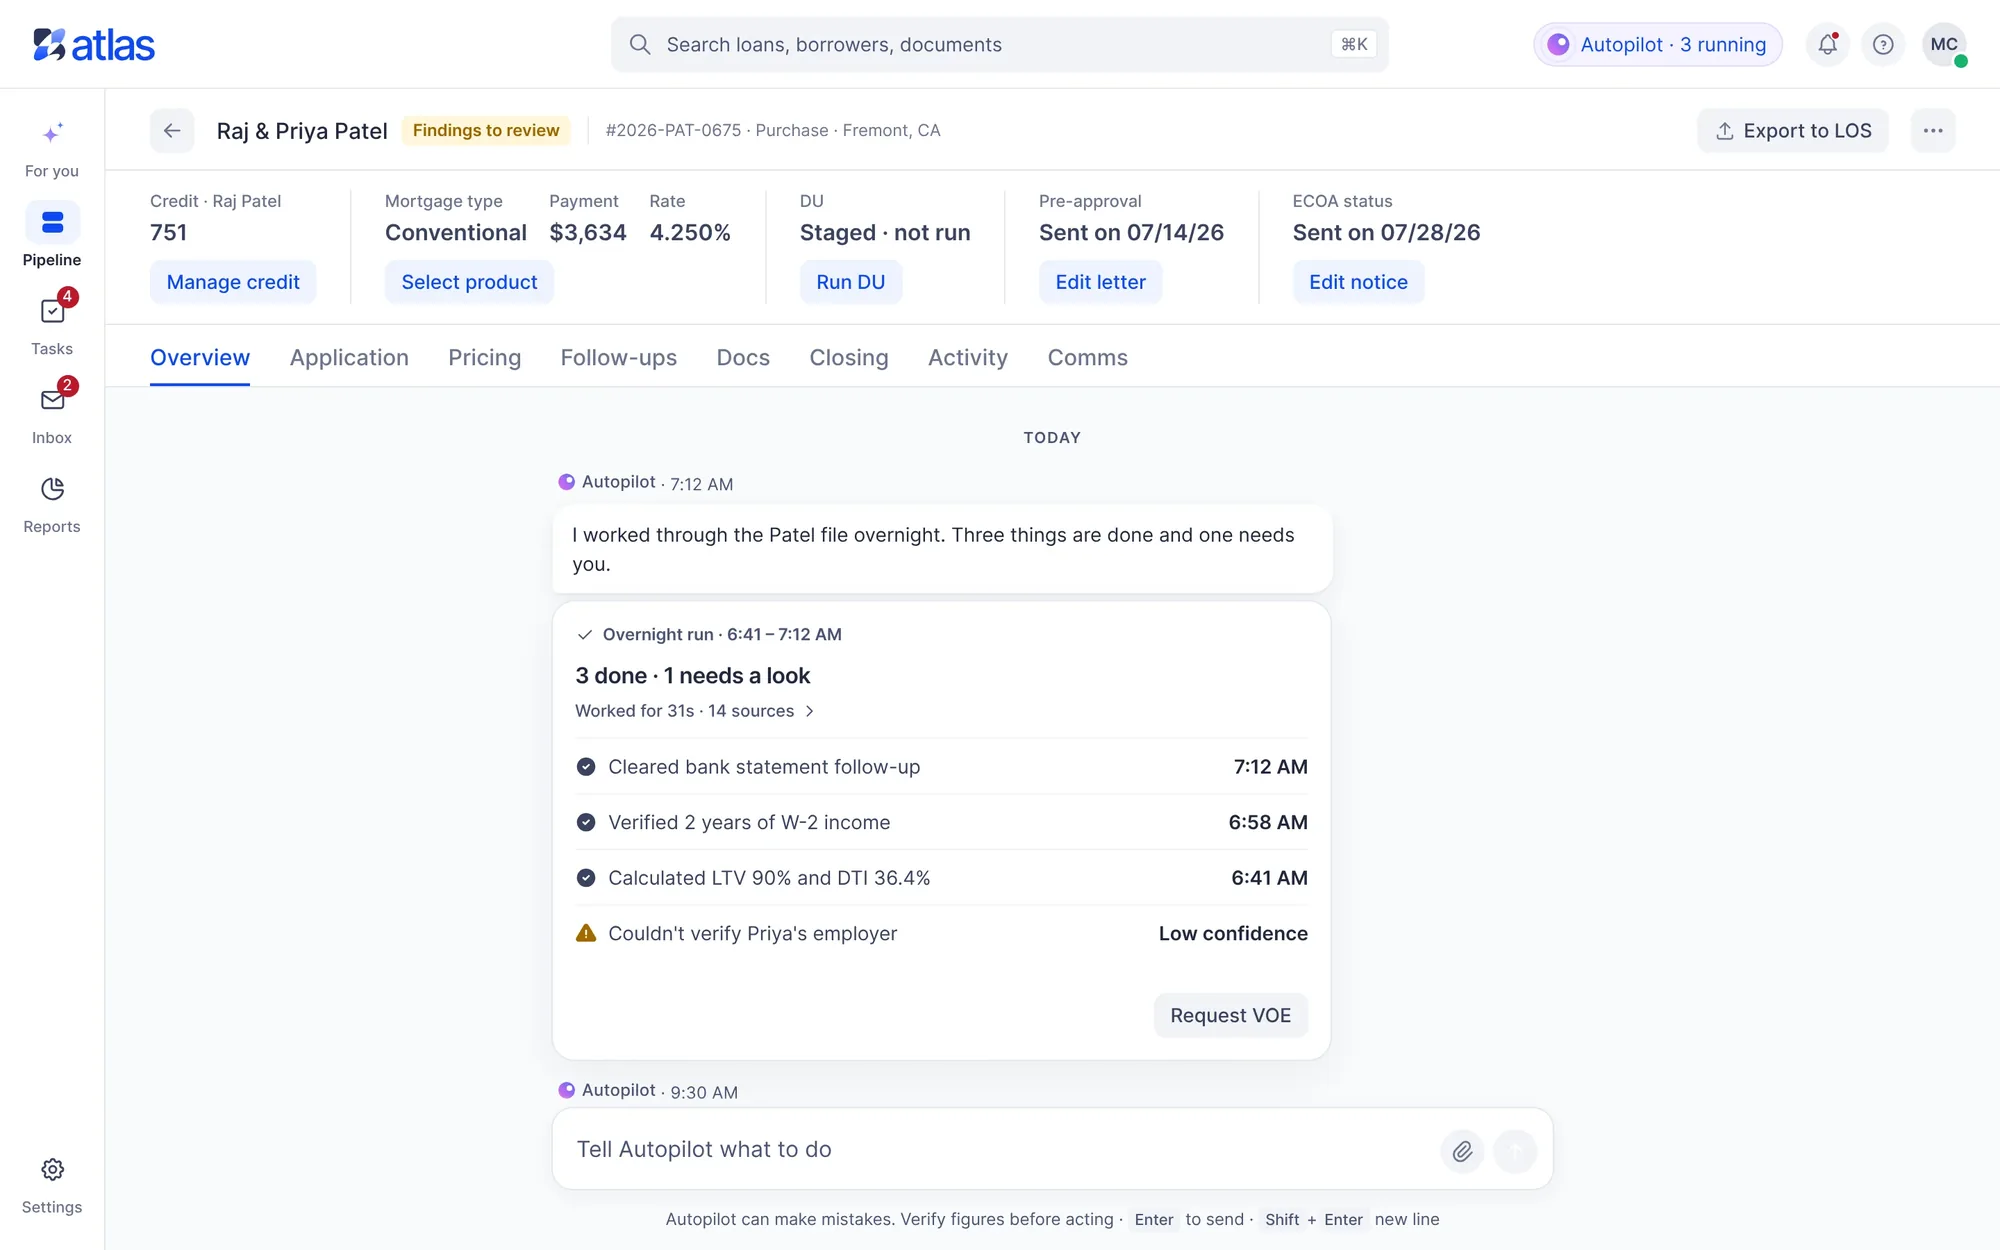 atlas
Search loans, borrowers, documents
⌘K
Autopilot · 3 running
MC
For you
Pipeline
4
Tasks
2
Inbox
Reports
Settings
Raj & Priya Patel
Findings to review
#2026-PAT-0675 · Purchase · Fremont, CA
Export to LOS
Credit · Raj Patel
751
Manage credit
Mortgage type
Conventional
Payment
$3,634
Rate
4.250%
Select product
DU
Staged · not run
Run DU
Pre-approval
Sent on 07/14/26
Edit letter
ECOA status
Sent on 07/28/26
Edit notice
Overview
Application
Pricing
Follow-ups
Docs
Closing
Activity
Comms
TODAY
Autopilot · 7:12 AM
I worked through the Patel file overnight. Three things are done and one needs
you.
Overnight run · 6:41 – 7:12 AM
3 done · 1 needs a look
Worked for 31s · 14 sources
Cleared bank statement follow-up 7:12 AM
Verified 2 years of W-2 income 6:58 AM
Calculated LTV 90% and DTI 36.4% 6:41 AM
Couldn't verify Priya's employer Low confidence
Request VOE
Autopilot · 9:30 AM
Tell Autopilot what to do
Autopilot can make mistakes. Verify figures before acting · Enter to send · Shift + Enter new line